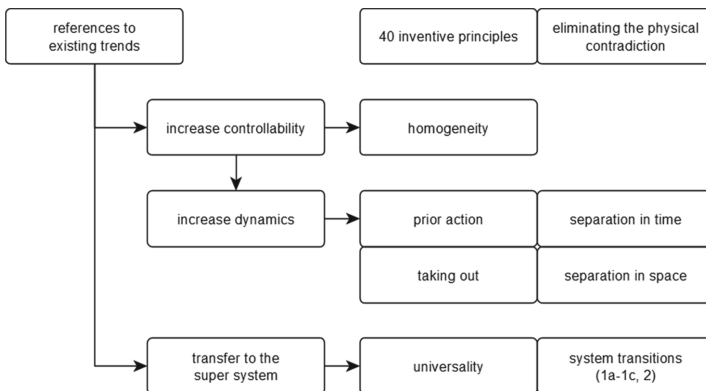 references to
existing trends
40 inventive principles
eliminating the physical
contradiction
increase controllability
homogeneity
increase dynamics
prior action
separation in time
taking out
separation in space
transfer to the
super system
universality
system transitions
(1a-1c, 2)